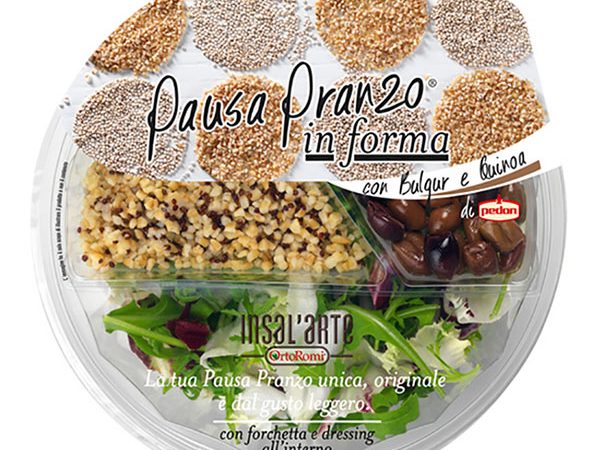 Pausa Pranzo®
in forma
con Bulgur e Quinoa
di pedon
INSAL'ARTE
OrtoRomi
La tua Pausa Pranzo unica, originale
e dal gusto leggero.
con forchetta e dressing
all'interno